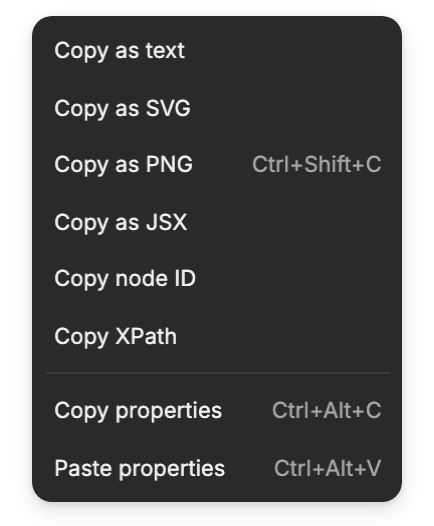 Copy as text
Copy as SVG
Copy as PNG Ctrl+Shift+C
Copy as JSX
Copy node ID
Copy XPath
Copy properties Ctrl+Alt+C
Paste properties Ctrl+Alt+V